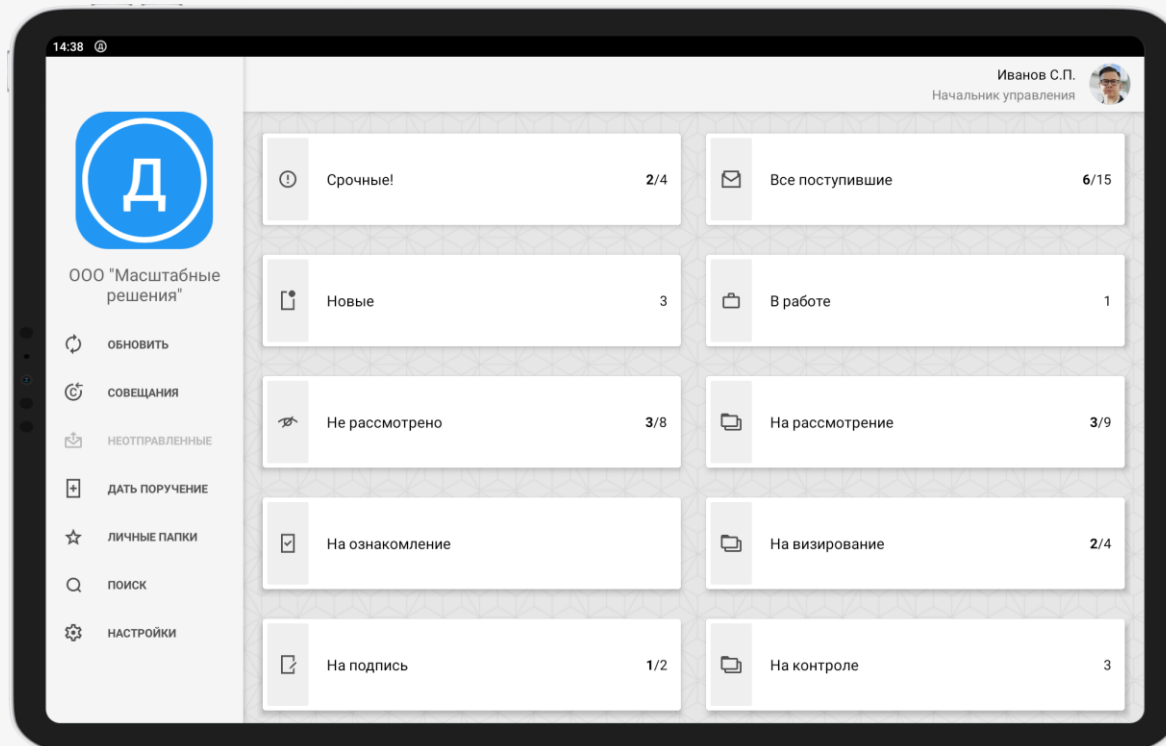 14:38 Д
Иванов С.П.
Начальник управления
Д
ООО "Масштабные
решения"
ОБНОВИТЬ
СОВЕЩАНИЯ
НЕОТПРАВЛЕННЫЕ
ДАТЬ ПОРУЧЕНИЕ
ЛИЧНЫЕ ПАПКИ
ПОИСК
НАСТРОЙКИ
Срочные! 2/4
Все поступившие 6/15
Новые 3
В работе 1
Не рассмотрено 3/8
На рассмотрение 3/9
На ознакомление
На визирование 2/4
На подпись 1/2
На контроле 3